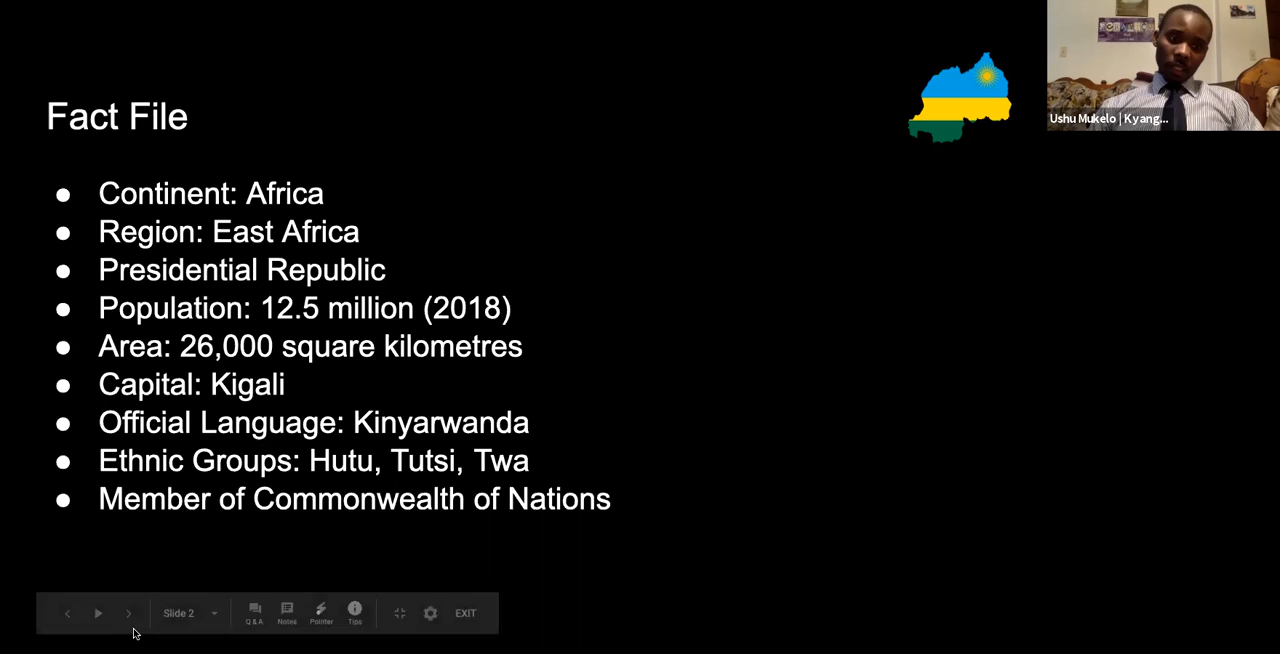 Fact File
Ushu Mukelo | Kyang...
● Continent: Africa
● Region: East Africa
● Presidential Republic
● Population: 12.5 million (2018)
● Area: 26,000 square kilometres
● Capital: Kigali
● Official Language: Kinyarwanda
● Ethnic Groups: Hutu, Tutsi, Twa
● Member of Commonwealth of Nations
Slide 2
Q & A
Notes
Pointer
Tips
EXIT